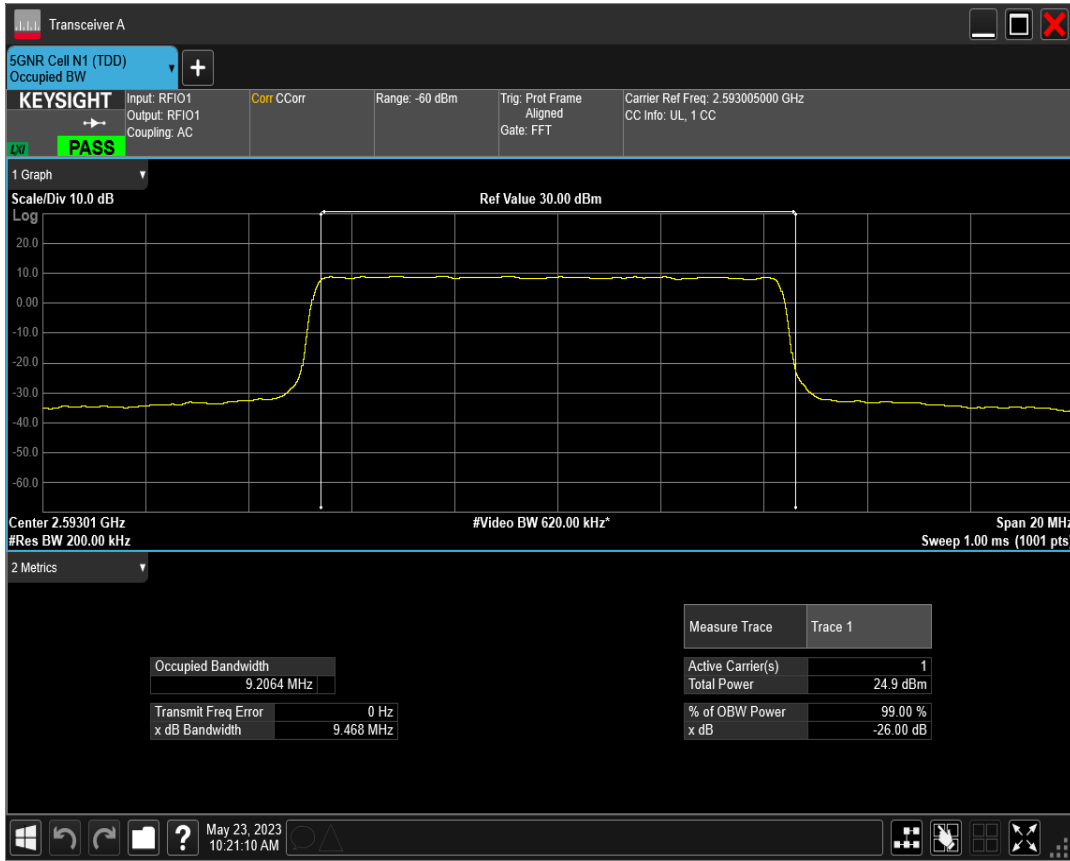 Transceiver A
5GNR Cell N1 (TDD)
Occupied BW
+
KEYSIGHT
LXI
PASS
Input: RFIO1
Output: RFIO1
Coupling: AC
Corr CCorr
Range: -60 dBm
Trig: Prot Frame
Aligned
Gate: FFT
Carrier Ref Freq: 2.593005000 GHz
CC Info: UL, 1 CC
1 Graph
Scale/Div 10.0 dB
Ref Value 30.00 dBm
Log
20.0
10.0
0.00
-10.0
-20.0
-30.0
-40.0
-50.0
-60.0
Center 2.59301 GHz
#Video BW 620.00 kHz*
Span 20 MHz
#Res BW 200.00 kHz
Sweep 1.00 ms (1001 pts)
2 Metrics
Measure Trace Trace 1
Occupied Bandwidth
9.2064 MHz
Active Carrier(s) 1
Total Power 24.9 dBm
Transmit Freq Error 0 Hz
x dB Bandwidth 9.468 MHz
% of OBW Power 99.00 %
x dB -26.00 dB
?
May 23, 2023
10:21:10 AM